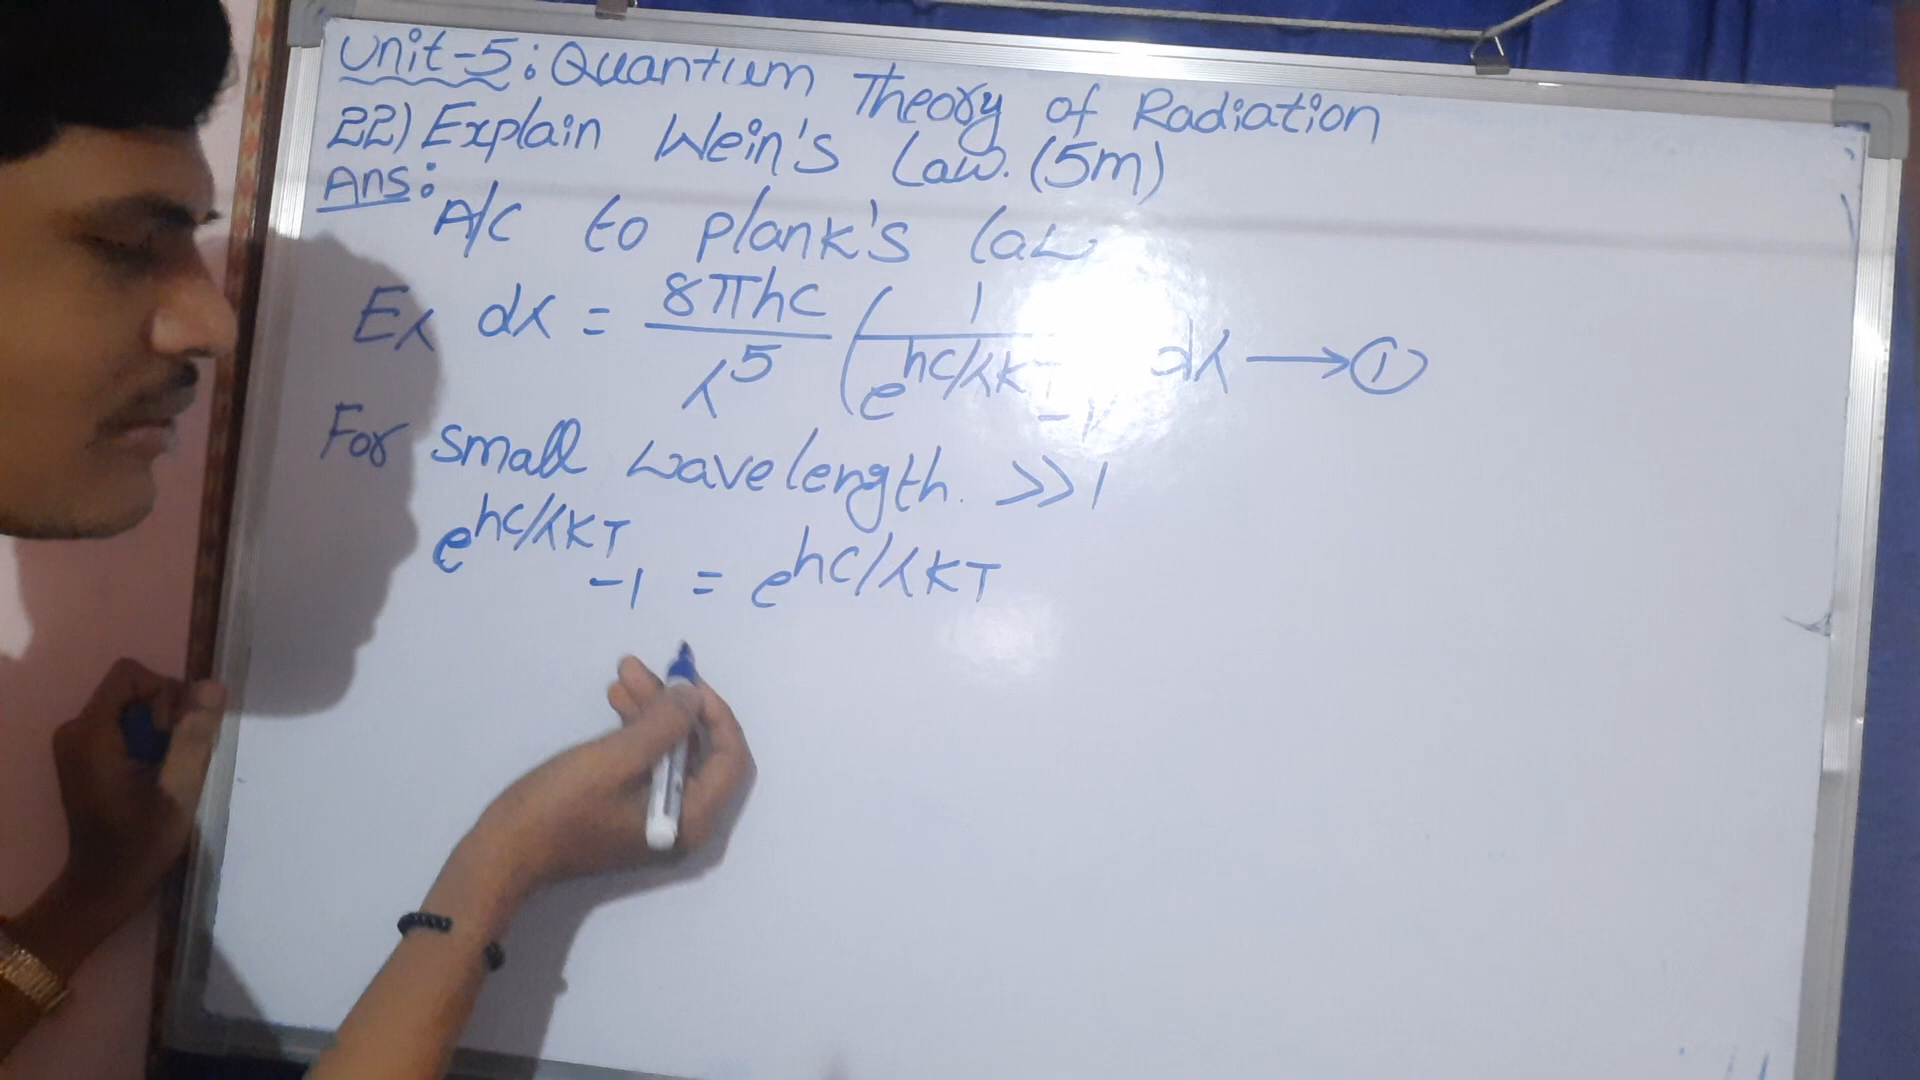 Unit-5: Quantum Theory of Radiation
22) Explain Wein's Law. (5m)
Ans:
A/C to plank's law
Eλ dλ = 8πhc/λ^5 (1/e^hc/λKT -1 dλ → ①
For small wavelength. >>1
e^hc/λKT -1 = e^hc/λKT